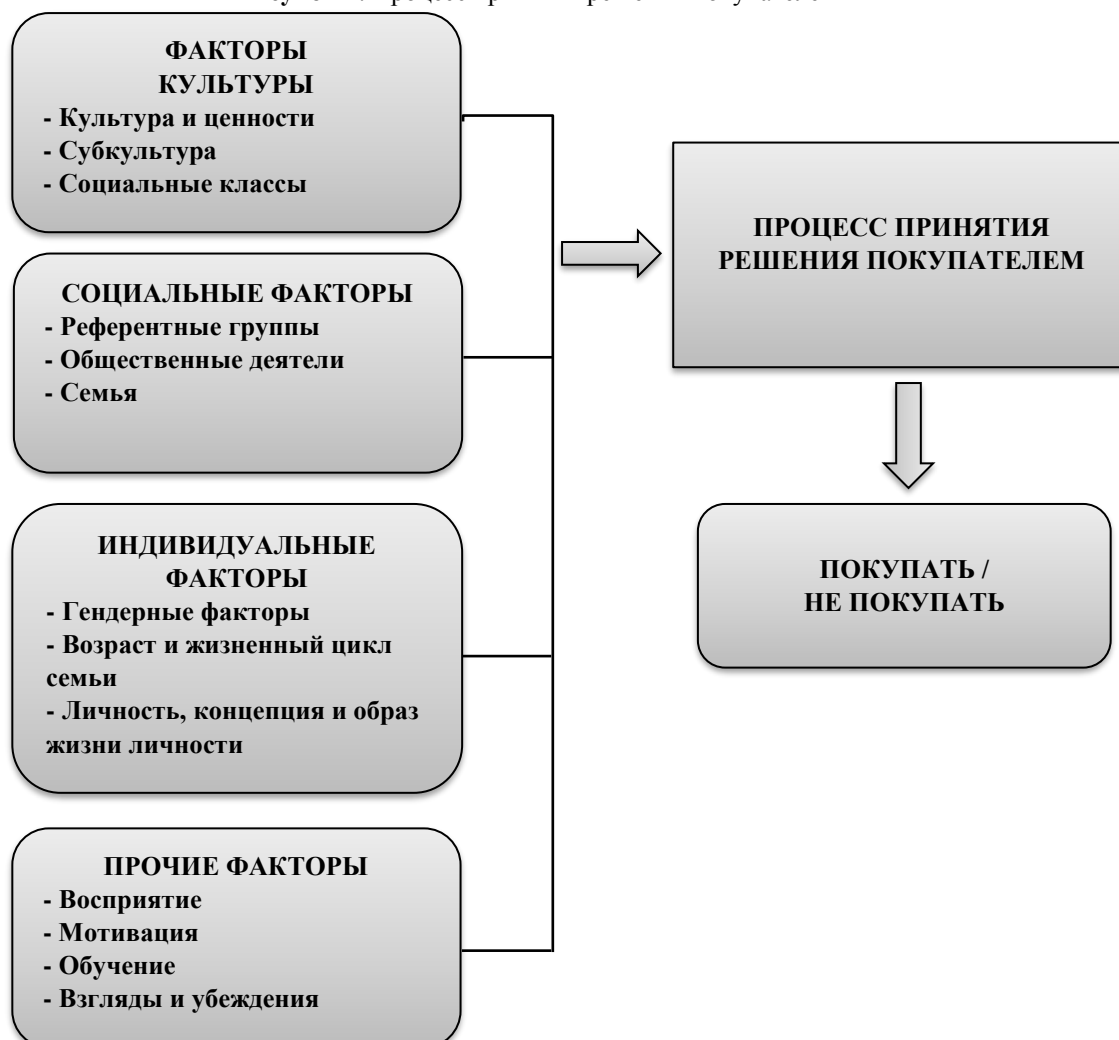 ФАКТОРЫ
КУЛЬТУРЫ
- Культура и ценности
- Субкультура
- Социальные классы
СОЦИАЛЬНЫЕ ФАКТОРЫ
- Референтные группы
- Общественные деятели
- Семья
ИНДИВИДУАЛЬНЫЕ
ФАКТОРЫ
- Гендерные факторы
- Возраст и жизненный цикл
семьи
- Личность, концепция и образ
жизни личности
ПРОЧИЕ ФАКТОРЫ
- Восприятие
- Мотивация
- Обучение
- Взгляды и убеждения
ПРОЦЕСС ПРИНЯТИЯ
РЕШЕНИЯ ПОКУПАТЕЛЕМ
ПОКУПАТЬ /
НЕ ПОКУПАТЬ